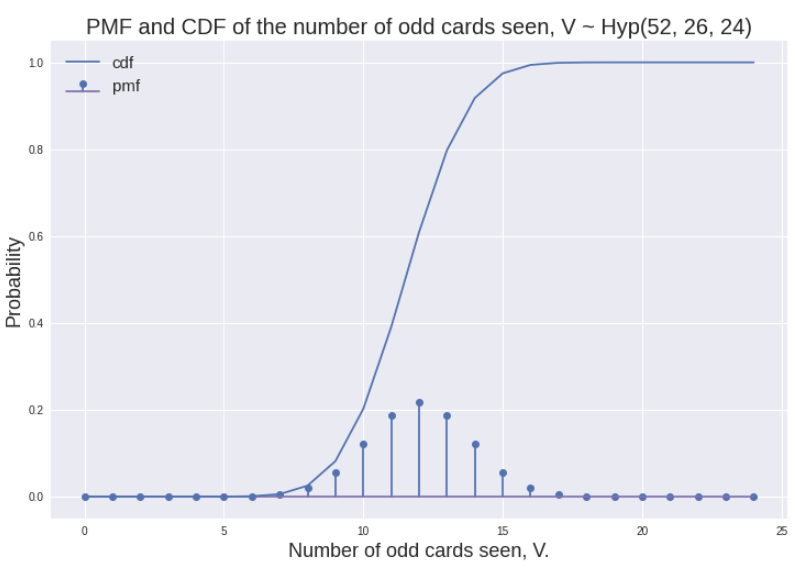 PMF and CDF of the number of odd cards seen, V ~ Hyp(52, 26, 24)
cdf
pmf
1.0
0.8
0.6
0.4
0.2
0.0
Probability
0 5 10 15 20 25
Number of odd cards seen, V.